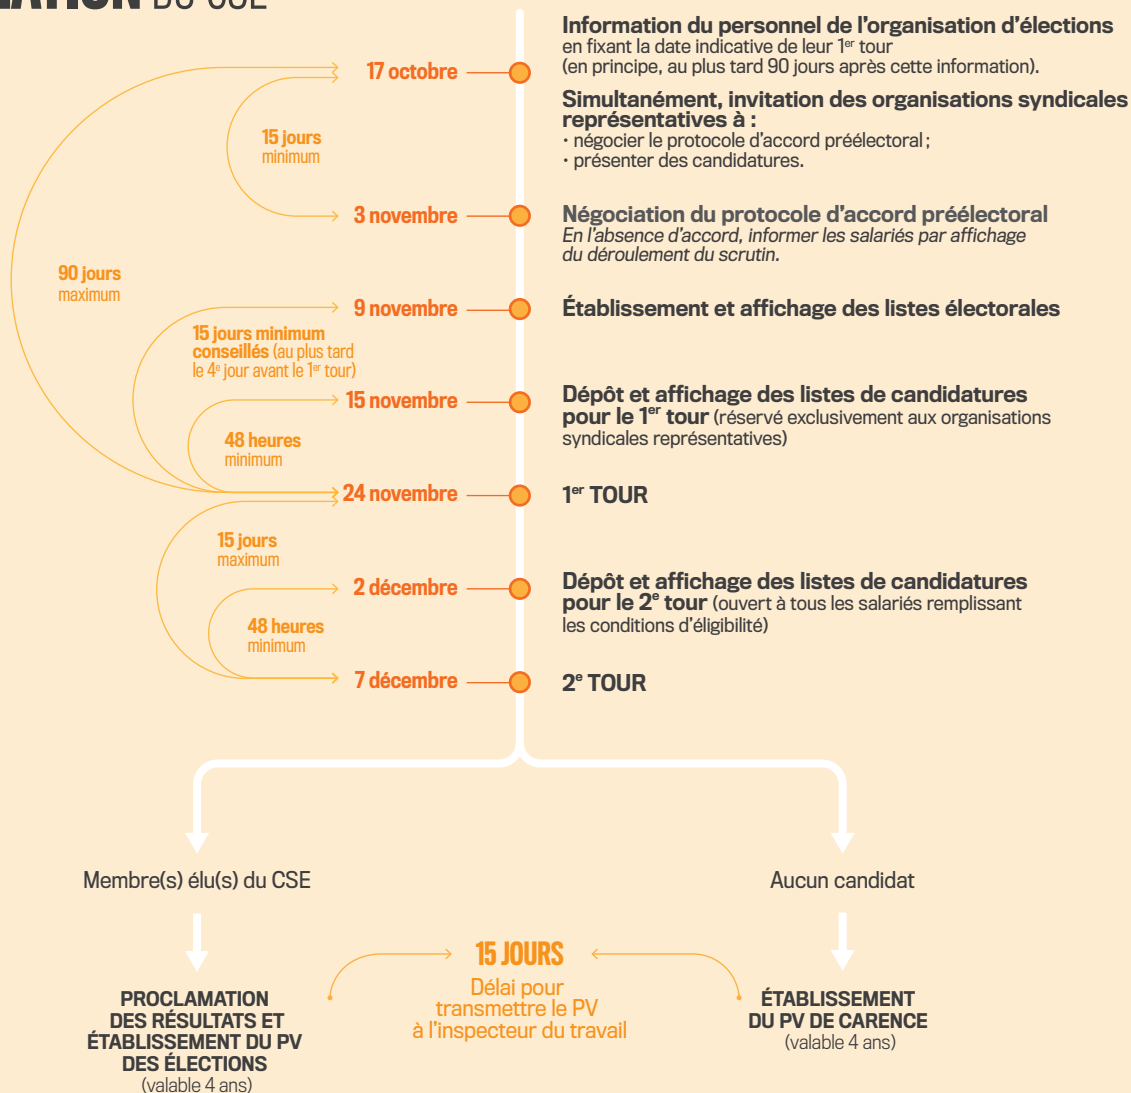 DU CSE
Information du personnel de l'organisation d'élections
en fixant la date indicative de leur 1er tour
(en principe, au plus tard 90 jours après cette information).
17 octobre
Simultanément, invitation des organisations syndicales
représentatives à :
• négocier le protocole d'accord préélectoral ;
• présenter des candidatures.
15 jours
minimum
3 novembre
Négociation du protocole d'accord préélectoral
En l'absence d'accord, informer les salariés par affichage
du déroulement du scrutin.
90 jours
maximum
9 novembre
Établissement et affichage des listes électorales
15 jours minimum
conseillés (au plus tard
le 4e jour avant le 1er tour)
15 novembre
Dépôt et affichage des listes de candidatures
pour le 1er tour (réservé exclusivement aux organisations
syndicales représentatives)
48 heures
minimum
24 novembre
1er TOUR
15 jours
maximum
2 décembre
Dépôt et affichage des listes de candidatures
pour le 2e tour (ouvert à tous les salariés remplissant
les conditions d'éligibilité)
48 heures
minimum
7 décembre
2e TOUR
Membre(s) élu(s) du CSE
Aucun candidat
15 JOURS
Délai pour
transmettre le PV
à l'inspecteur du travail
PROCLAMATION
DES RÉSULTATS ET
ÉTABLISSEMENT DU PV
DES ÉLECTIONS
(valable 4 ans)
ÉTABLISSEMENT
DU PV DE CARENCE
(valable 4 ans)